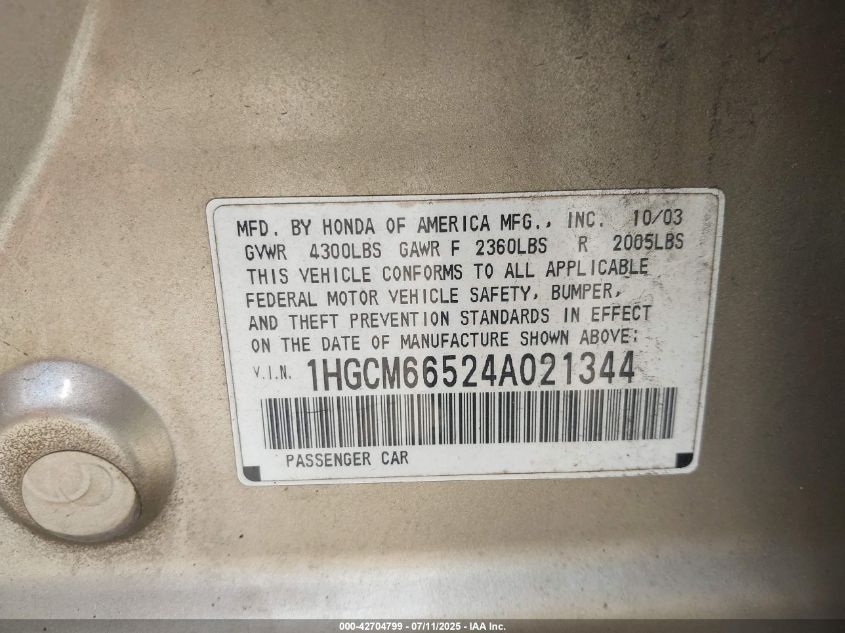 MFD. BY HONDA OF AMERICA MFG., INC. 10/03
GVWR 4300LBS GAWR F 2360LBS R 2005LBS
THIS VEHICLE CONFORMS TO ALL APPLICABLE
FEDERAL MOTOR VEHICLE SAFETY, BUMPER,
AND THEFT PREVENTION STANDARDS IN EFFECT
ON THE DATE OF MANUFACTURE SHOWN ABOVE;
V.I.N. 1HGCM66524A021344
PASSENGER CAR
000-42704799 - 07/11/2025 - IAA Inc.